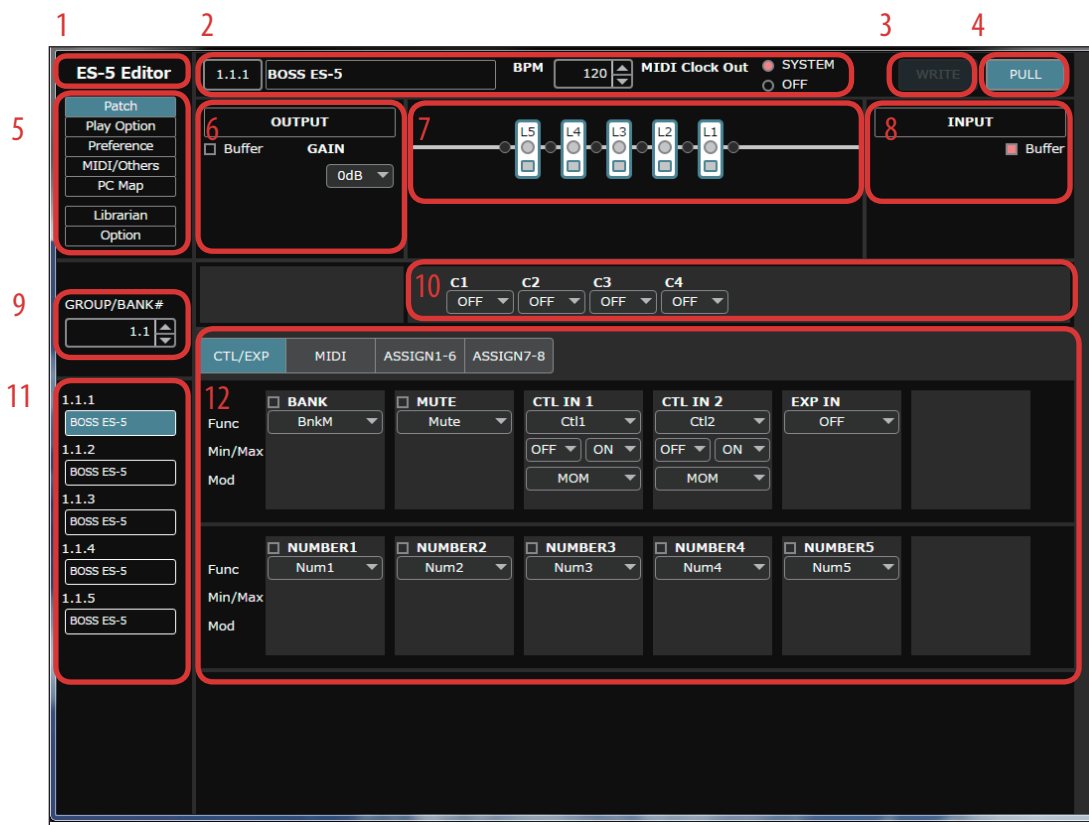 1 2 3 4
ES-5 Editor 1.1.1 BOSS ES-5 BPM 120 MIDI Clock Out SYSTEM WRITE PULL
OFF
5
Patch
Play Option
Preference
MIDI/Others
PC Map
Librarian
Option
6 OUTPUT
Buffer GAIN
0dB
7 L5 L4 L3 L2 L1
8 INPUT
Buffer
9
GROUP/BANK#
1.1
10 C1 C2 C3 C4
OFF OFF OFF OFF
11
1.1.1
BOSS ES-5
1.1.2
BOSS ES-5
1.1.3
BOSS ES-5
1.1.4
BOSS ES-5
1.1.5
BOSS ES-5
CTL/EXP MIDI ASSIGN1-6 ASSIGN7-8
12 BANK MUTE CTL IN 1 CTL IN 2 EXP IN
Func BnkM Mute Ctl1 Ctl2 OFF
Min/Max OFF ON OFF ON
Mod MOM MOM
NUMBER1 NUMBER2 NUMBER3 NUMBER4 NUMBER5
Func Num1 Num2 Num3 Num4 Num5
Min/Max
Mod